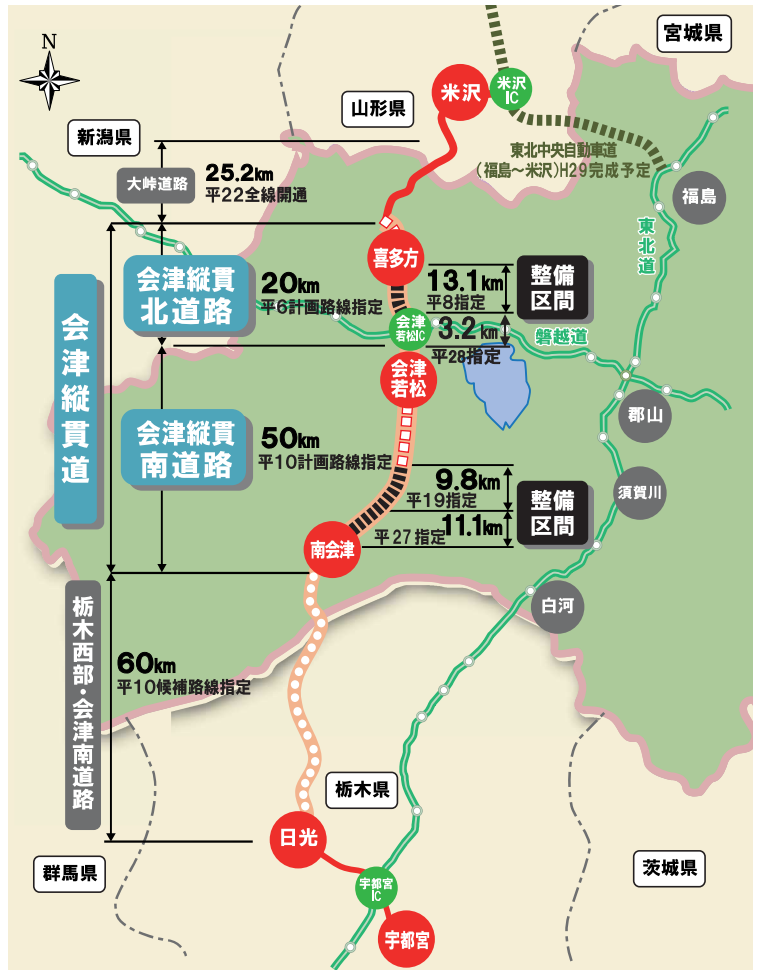 N
宮城県
米沢
米沢
IC
山形県
新潟県
東北中央自動車道
(福島～米沢)H29完成予定
大峠道路
25.2km
平22全線開通
福島
東北道
喜多方
会津縦貫
北道路
20km
平6計画路線指定
13.1km
平8指定
整備
区間
会津
若松IC
3.2km
平28指定
磐越道
会津縦貫道
会津
若松
会津縦貫
南道路
50km
平10計画路線指定
郡山
9.8km
平19指定
整備
区間
須賀川
11.1km
平27指定
南会津
白河
栃木西部・会津南道路
60km
平10候補路線指定
栃木県
日光
群馬県
宇都宮
IC
茨城県
宇都宮